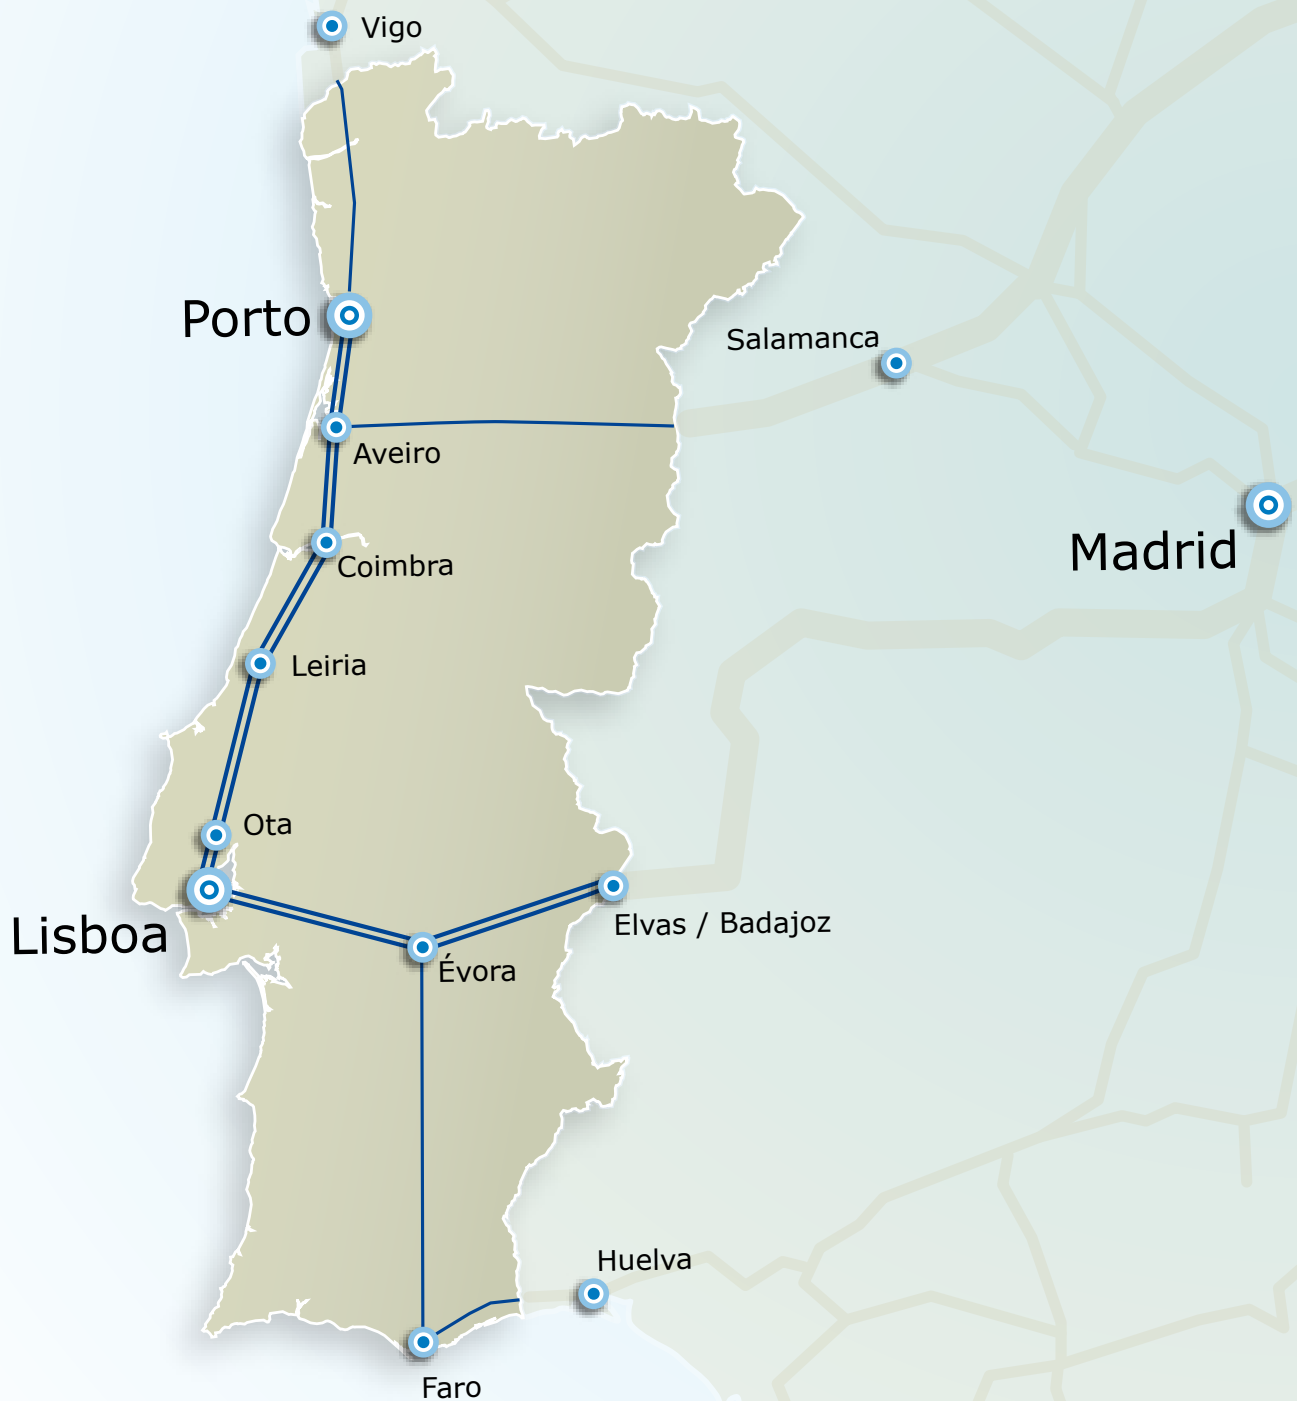 Vigo
Porto
Salamanca
Aveiro
Madrid
Coimbra
Leiria
Ota
Elvas / Badajoz
Lisboa
Évora
Huelva
Faro